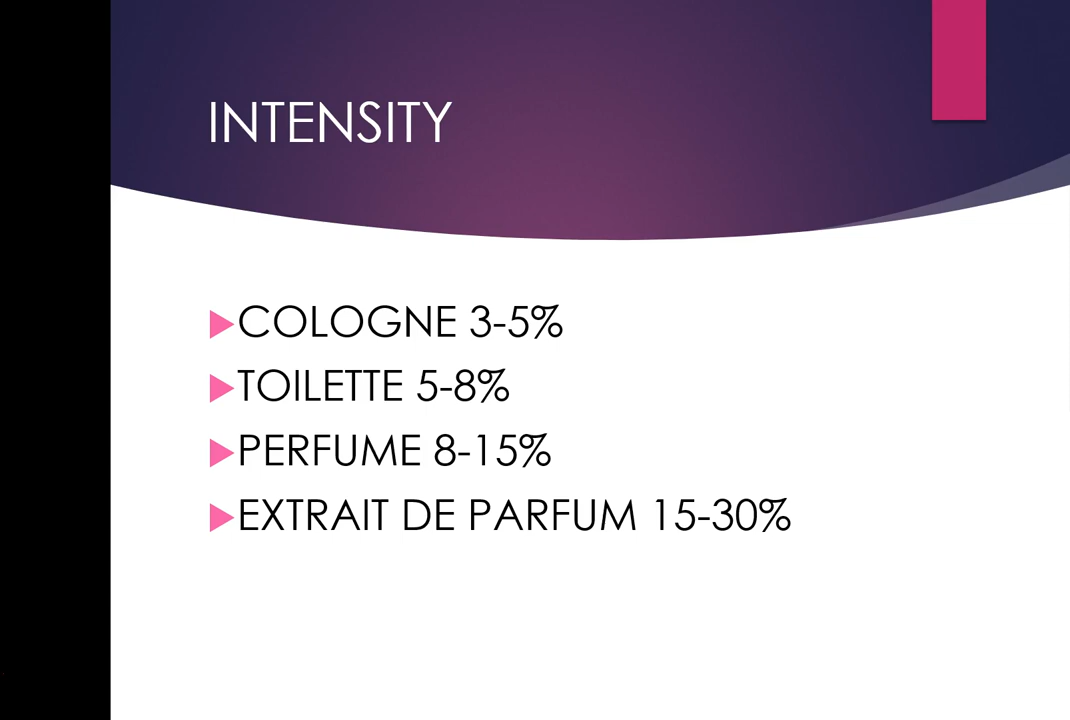 INTENSITY
COLOGNE 3-5%
TOILETTE 5-8%
PERFUME 8-15%
EXTRAIT DE PARFUM 15-30%